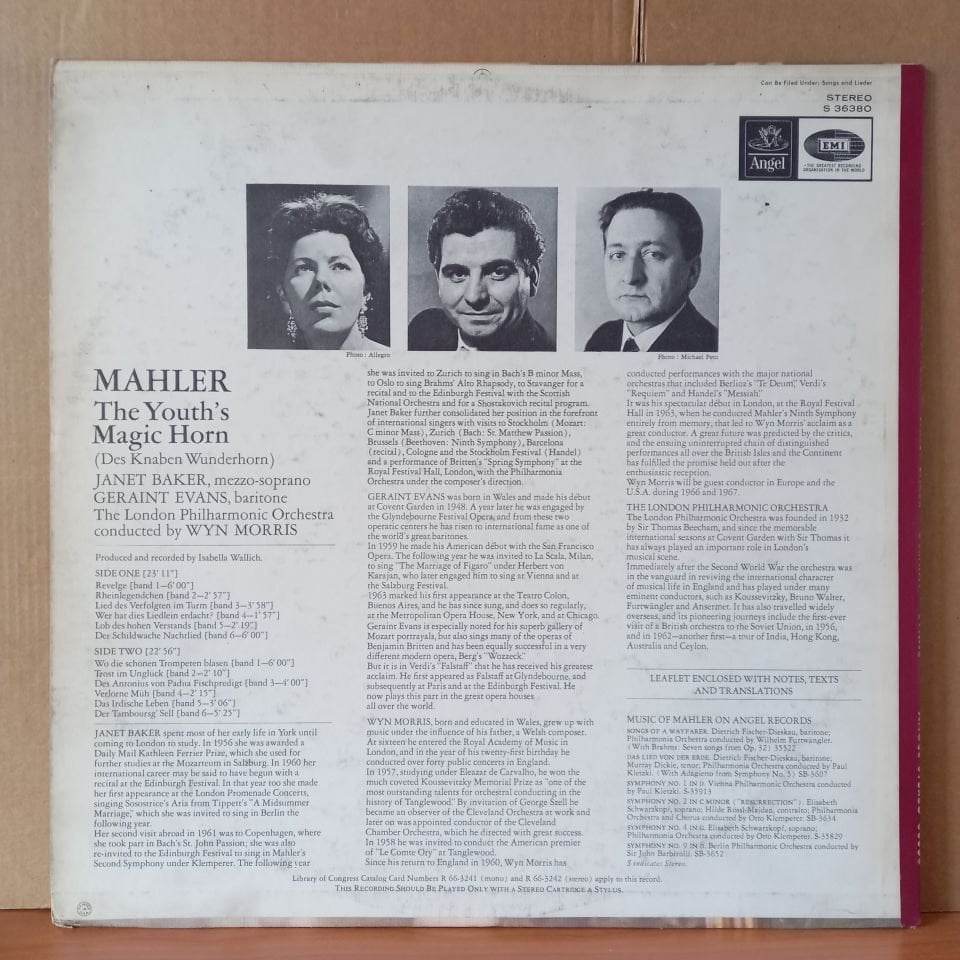 Can Be Filed Under: Songs and Lieder
STEREO
S 36380
Angel
EMI
• THE GREATEST RECORDING
ORGANISATION IN THE WORLD
Photo : Allegro
Photo : Michael Peto
MAHLER
The Youth's
Magic Horn
(Des Knaben Wunderhorn)
JANET BAKER, mezzo-soprano
GERAINT EVANS, baritone
The London Philharmonic Orchestra
conducted by WYN MORRIS
Produced and recorded by Isabella Wallich.
SIDE ONE [23' 11"]
Revelge [band 1—6' 00"]
Rheinlegendchen [band 2—2' 57"]
Lied des Verfolgten im Turm [band 3—3' 58"]
Wer hat dies Liedlein erdacht? [band 4—1' 57"]
Lob des hohen Verstands [band 5—2' 19"]
Der Schildwache Nachtlied [band 6—6' 00"]
SIDE TWO [22' 56"]
Wo die schönen Trompeten blasen [band 1—6' 00"]
Trost im Unglück [band 2—2' 10"]
Des Antonius von Padua Fischpredigt [band 3—4' 00"]
Verlorne Müh [band 4—2' 15"]
Das Irdische Leben [band 5—3' 06"]
Der Tamboursg' Sell [band 6—5' 25"]
JANET BAKER spent most of her early life in York until
coming to London to study. In 1956 she was awarded a
Daily Mail Kathleen Ferrier Prize, which she used for
further studies at the Mozarteum in Salzburg. In 1960 her
international career may be said to have begun with a
recital at the Edinburgh Festival. In that year too she made
her first appearance at the London Promenade Concerts,
singing Sosostrice's Aria from Tippett's "A Midsummer
Marriage," which she was invited to sing in Berlin the
following year.
Her second visit abroad in 1961 was to Copenhagen, where
she took part in Bach's St. John Passion; she was also
re-invited to the Edinburgh Festival to sing in Mahler's
Second Symphony under Klemperer. The following year
she was invited to Zurich to sing in Bach's B minor Mass,
to Oslo to sing Brahms' Alto Rhapsody, to Stavanger for a
recital and to the Edinburgh Festival with the Scottish
National Orchestra and for a Shostakovich recital program.
Janet Baker further consolidated her position in the forefront
of international singers with visits to Stockholm (Mozart:
C minor Mass), Zurich (Bach: St. Matthew Passion),
Brussels (Beethoven: Ninth Symphony), Barcelona
(recital), Cologne and the Stockholm Festival (Handel)
and a performance of Britten's "Spring Symphony" at the
Royal Festival Hall, London, with the Philharmonia
Orchestra under the composer's direction.
GERAINT EVANS was born in Wales and made his début
at Covent Garden in 1948. A year later he was engaged by
the Glyndebourne Festival Opera, and from these two
operatic centers he has risen to international fame as one of
the world's great baritones.
In 1959 he made his American début with the San Francisco
Opera. The following year he was invited to La Scala, Milan,
to sing "The Marriage of Figaro" under Herbert von
Karajan, who later engaged him to sing at Vienna and at
the Salzburg Festival.
1963 marked his first appearance at the Teatro Colon,
Buenos Aires, and he has since sung, and does so regularly,
at the Metropolitan Opera House, New York, and at Chicago.
Geraint Evans is especially noted for his superb gallery of
Mozart portrayals, but also sings many of the operas of
Benjamin Britten and has been equally successful in a very
different modern opera, Berg's "Wozzeck."
But it is in Verdi's "Falstaff" that he has received his greatest
acclaim. He first appeared as Falstaff at Glyndebourne, and
subsequently at Paris and at the Edinburgh Festival. He
now plays this part in the great opera houses
all over the world.
WYN MORRIS, born and educated in Wales, grew up with
music under the influence of his father, a Welsh composer.
At sixteen he entered the Royal Academy of Music in
London, and in the year of his twenty-first birthday he
conducted over forty public concerts in England.
In 1957, studying under Eleazar de Carvalho, he won the
much coveted Koussevitzky Memorial Prize as "one of the
most outstanding talents for orchestral conducting in the
history of Tanglewood." By invitation of George Szell he
became an observer of the Cleveland Orchestra at work and
later on was appointed conductor of the Cleveland
Chamber Orchestra, which he directed with great success.
In 1958 he was invited to conduct the American premier
of "Le Comte Ory" at Tanglewood.
Since his return to England in 1960, Wyn Morris has
conducted performances with the major national
orchestras that included Berlioz's "Te Deum," Verdi's
"Requiem" and Handel's "Messiah."
It was his spectacular début in London, at the Royal Festival
Hall in 1963, when he conducted Mahler's Ninth Symphony
entirely from memory, that led to Wyn Morris' acclaim as a
great conductor. A great future was predicted by the critics,
and the ensuing uninterrupted chain of distinguished
performances all over the British Isles and the Continent
has fulfilled the promise held out after the
enthusiastic reception.
Wyn Morris will be guest conductor in Europe and the
U.S.A. during 1966 and 1967.
THE LONDON PHILHARMONIC ORCHESTRA
The London Philharmonic Orchestra was founded in 1932
by Sir Thomas Beecham, and since the memorable
international seasons at Covent Garden with Sir Thomas it
has always played an important role in London's
musical scene.
Immediately after the Second World War the orchestra was
in the vanguard in reviving the international character
of musical life in England and has played under many
eminent conductors, such as Koussevitzky, Bruno Walter,
Furtwängler and Ansermet. It has also travelled widely
overseas, and its pioneering journeys include the first-ever
visit of a British orchestra to the Soviet Union, in 1956,
and in 1962—another first—a tour of India, Hong Kong,
Australia and Ceylon.
LEAFLET ENCLOSED WITH NOTES, TEXTS
AND TRANSLATIONS
MUSIC OF MAHLER ON ANGEL RECORDS
SONGS OF A WAYFARER. Dietrich Fischer-Dieskau, baritone;
Philharmonia Orchestra conducted by Wilhelm Furtwängler.
(With Brahms: Seven songs from Op. 32) 35522
DAS LIED VON DER ERDE. Dietrich Fischer-Dieskau, baritone;
Murray Dickie, tenor; Philharmonia Orchestra conducted by Paul
Kletzki. (With Adagietto from Symphony No. 5) SB-3607
SYMPHONY NO. 1 IN D. Vienna Philharmonic Orchestra conducted
by Paul Kletzki. S-35913
SYMPHONY NO. 2 IN C MINOR ("RESURRECTION"). Elisabeth
Schwarzkopf, soprano; Hilde Rössl-Majdan, contralto; Philharmonia
Orchestra and Chorus conducted by Otto Klemperer. SB-3634
SYMPHONY NO. 4 IN G. Elisabeth Schwarzkopf, soprano;
Philharmonia Orchestra conducted by Otto Klemperer. S-35829
SYMPHONY NO. 9 IN D. Berlin Philharmonic Orchestra conducted by
Sir John Barbirolli. SB-3652
S indicates Stereo.
Library of Congress Catalog Card Numbers R 66-3241 (mono) and R 66-3242 (stereo) apply to this record.
THIS RECORDING SHOULD BE PLAYED ONLY WITH A STEREO CARTRIDGE & STYLUS.